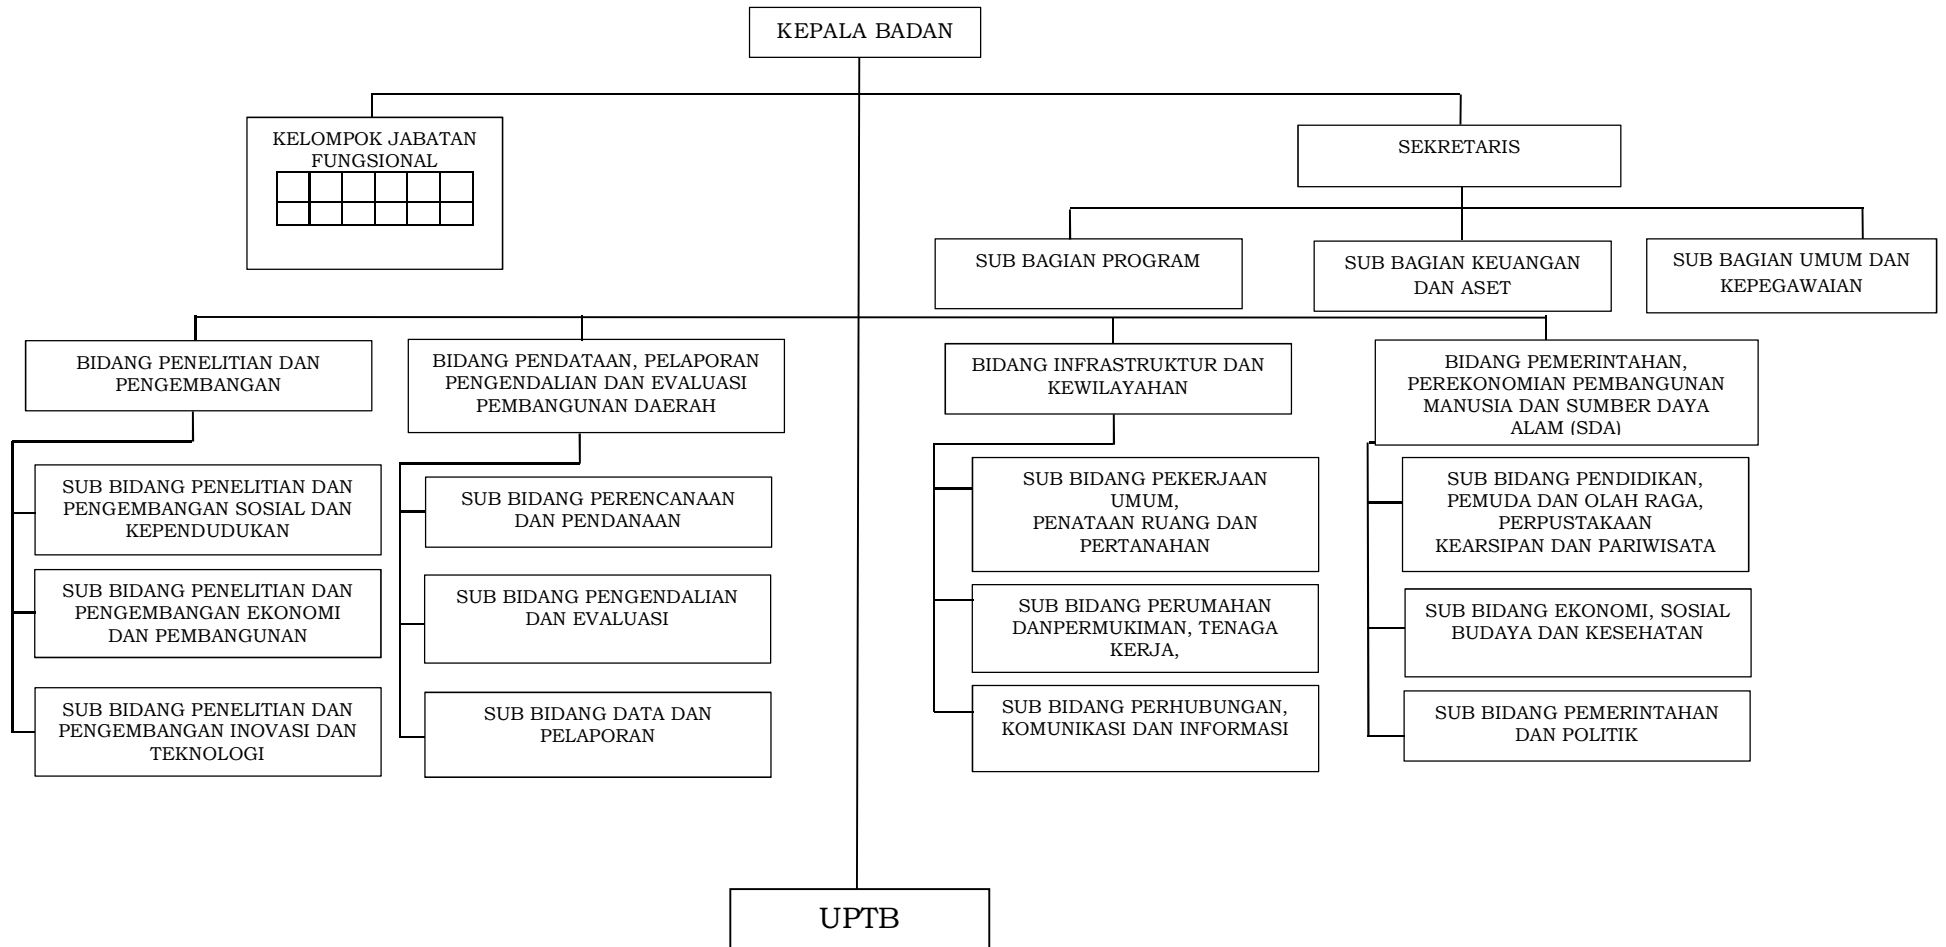 KEPALA BADAN
KELOMPOK JABATAN
FUNGSIONAL
SEKRETARIS
SUB BAGIAN PROGRAM
SUB BAGIAN KEUANGAN
DAN ASET
SUB BAGIAN UMUM DAN
KEPEGAWAIAN
BIDANG PENELITIAN DAN
PENGEMBANGAN
BIDANG PENDATAAN, PELAPORAN
PENGENDALIAN DAN EVALUASI
PEMBANGUNAN DAERAH
BIDANG INFRASTRUKTUR DAN
KEWILAYAHAN
BIDANG PEMERINTAHAN,
PEREKONOMIAN PEMBANGUNAN
MANUSIA DAN SUMBER DAYA
ALAM (SDA)
SUB BIDANG PENELITIAN DAN
PENGEMBANGAN SOSIAL DAN
KEPENDUDUKAN
SUB BIDANG PENELITIAN DAN
PENGEMBANGAN EKONOMI
DAN PEMBANGUNAN
SUB BIDANG PENELITIAN DAN
PENGEMBANGAN INOVASI DAN
TEKNOLOGI
SUB BIDANG PERENCANAAN
DAN PENDANAAN
SUB BIDANG PENGENDALIAN
DAN EVALUASI
SUB BIDANG DATA DAN
PELAPORAN
SUB BIDANG PEKERJAAN
UMUM,
PENATAAN RUANG DAN
PERTANAHAN
SUB BIDANG PERUMAHAN
DANPERMUKIMAN, TENAGA
KERJA,
SUB BIDANG PERHUBUNGAN,
KOMUNIKASI DAN INFORMASI
SUB BIDANG PENDIDIKAN,
PEMUDA DAN OLAH RAGA,
PERPUSTAKAAN
KEARSIPAN DAN PARIWISATA
SUB BIDANG EKONOMI, SOSIAL
BUDAYA DAN KESEHATAN
SUB BIDANG PEMERINTAHAN
DAN POLITIK
UPTB